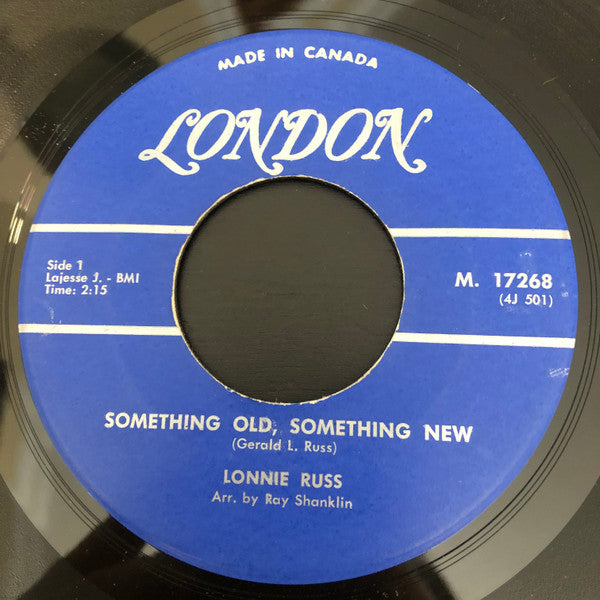 MADE IN CANADA
LONDON
Side 1
Lajesse J. - BMI
Time: 2:15
M. 17268
(4J 501)
SOMETHING OLD, SOMETHING NEW
(Gerald L. Russ)
LONNIE RUSS
Arr. by Ray Shanklin